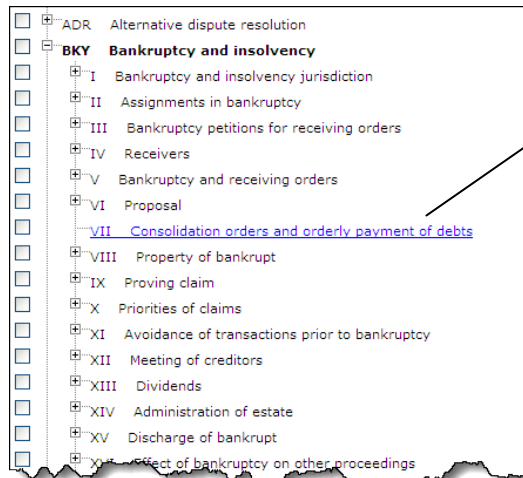 ADR Alternative dispute resolution
BKY Bankruptcy and insolvency
I Bankruptcy and insolvency jurisdiction
II Assignments in bankruptcy
III Bankruptcy petitions for receiving orders
IV Receivers
V Bankruptcy and receiving orders
VI Proposal
VII Consolidation orders and orderly payment of debts
VIII Property of bankrupt
IX Proving claim
X Priorities of claims
XI Avoidance of transactions prior to bankruptcy
XII Meeting of creditors
XIII Dividends
XIV Administration of estate
XV Discharge of bankrupt
XVI Effect of bankruptcy on other proceedings